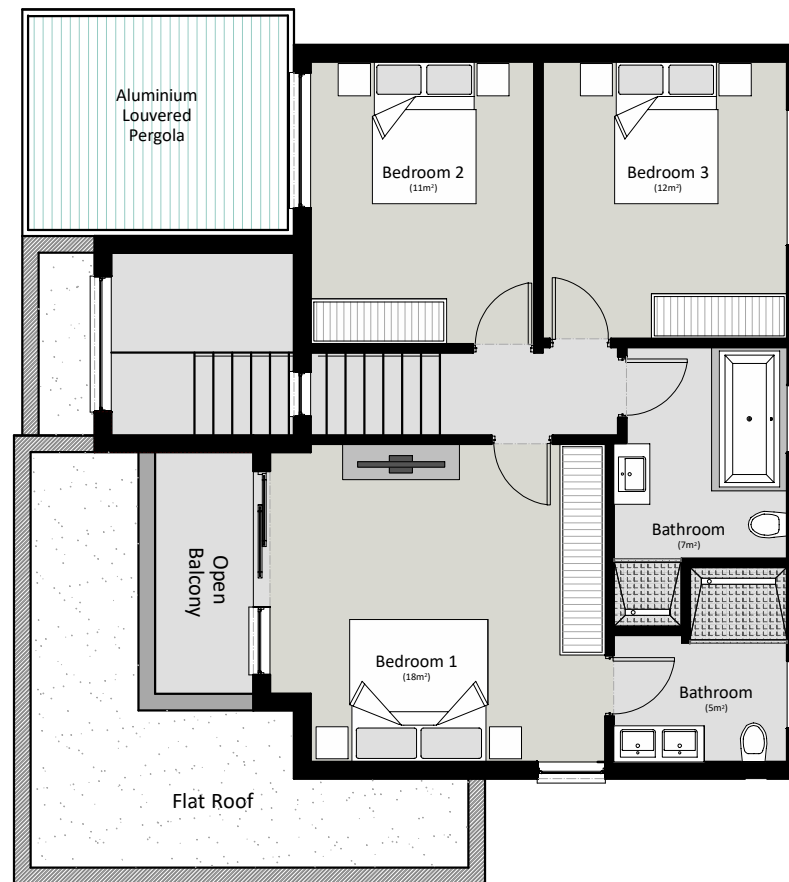 Aluminium
Louvered
Pergola
Bedroom 2
(11m²)
Bedroom 3
(12m²)
Bathroom
(7m²)
Open
Balcony
Bedroom 1
(18m²)
Bathroom
(5m²)
Flat Roof